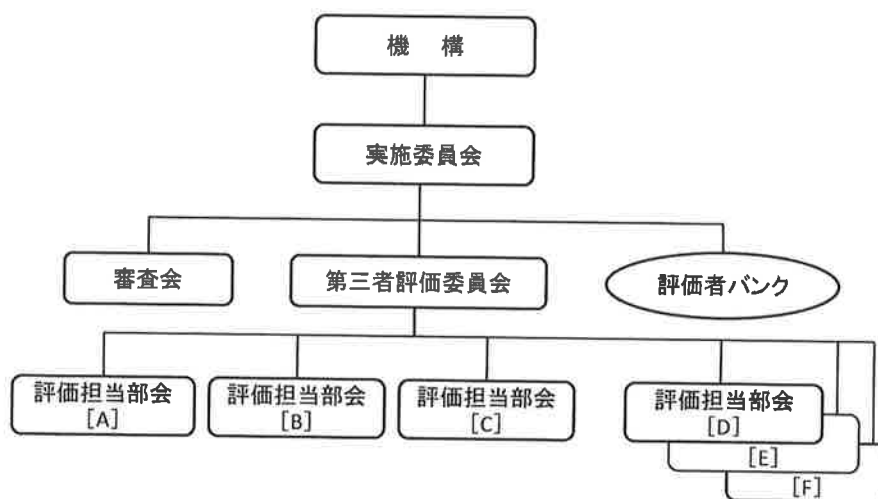 機 構
実施委員会
審査会
第三者評価委員会
評価者バンク
評価担当部会
[A]
評価担当部会
[B]
評価担当部会
[C]
評価担当部会
[D]
[E]
[F]